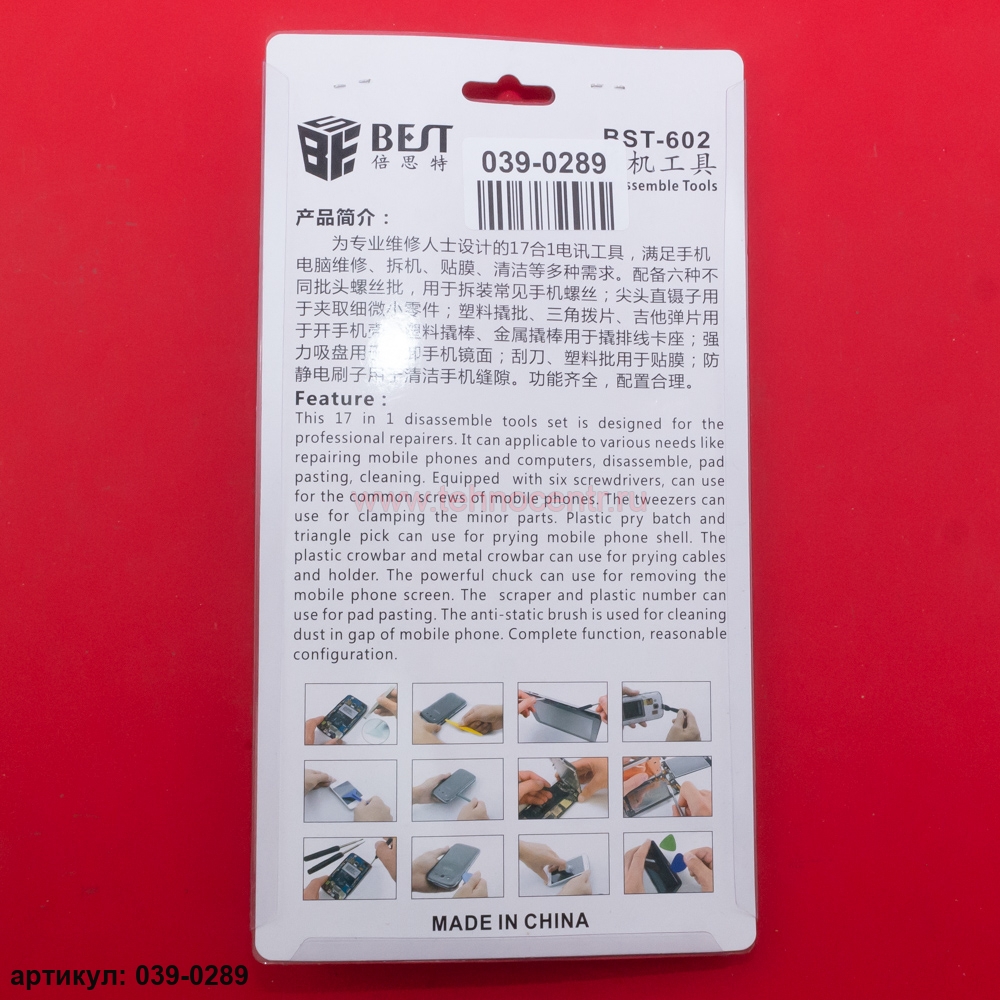 BEST
倍思特
BST-602
机工具
ssemble Tools
039-0289
产品简介：
为专业维修人士设计的17合1电讯工具，满足手机
电脑维修、拆机、贴膜、清洁等多种需求。配备六种不
同批头螺丝批，用于拆装常见手机螺丝；尖头直镊子用
于夹取细微小零件；塑料撬批、三角拨片、吉他弹片用
于开手机壳 塑料撬棒、金属撬棒用于撬排线卡座；强
力吸盘用 卸手机镜面；刮刀、塑料批用于贴膜；防
静电刷子用于清洁手机缝隙。功能齐全，配置合理。
Feature :
This 17 in 1 disassemble tools set is designed for the
professional repairers. It can applicable to various needs like
repairing mobile phones and computers, disassemble, pad
pasting, cleaning. Equipped with six screwdrivers, can use
for the common screws of mobile phones. The tweezers can
use for clamping the minor parts. Plastic pry batch and
triangle pick can use for prying mobile phone shell. The
plastic crowbar and metal crowbar can use for prying cables
and holder. The powerful chuck can use for removing the
mobile phone screen. The scraper and plastic number can
use for pad pasting. The anti-static brush is used for cleaning
dust in gap of mobile phone. Complete function, reasonable
configuration.
www.tehnocentr.ru
MADE IN CHINA
артикул: 039-0289